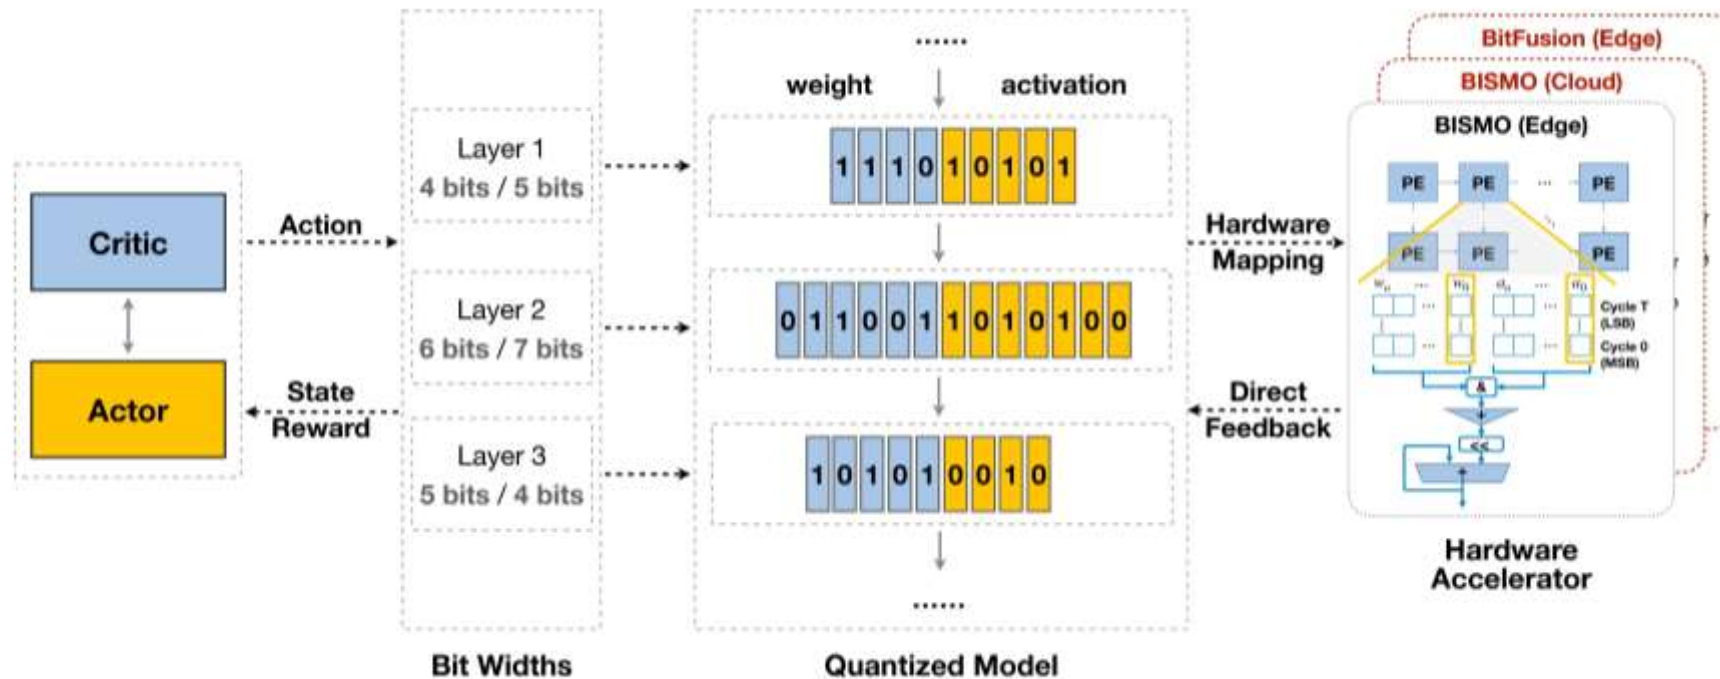 Critic
Actor
Action
State
Reward
Layer 1
4 bits / 5 bits
Layer 2
6 bits / 7 bits
Layer 3
5 bits / 4 bits
Bit Widths
......
weight activation
1 1 1 0 1 0 1 0 1
0 1 1 0 0 1 1 0 1 0 1 0 0
1 0 1 0 1 0 0 1 0
......
Quantized Model
Hardware
Mapping
Direct
Feedback
BitFusion (Edge)
BISMO (Cloud)
BISMO (Edge)
PE PE ... PE
PE PE PE
wn ... w0 an ... a0
Cycle T
(LSB)
... ...
Cycle 0
(MSB)
&
+
<<
+
Hardware
Accelerator